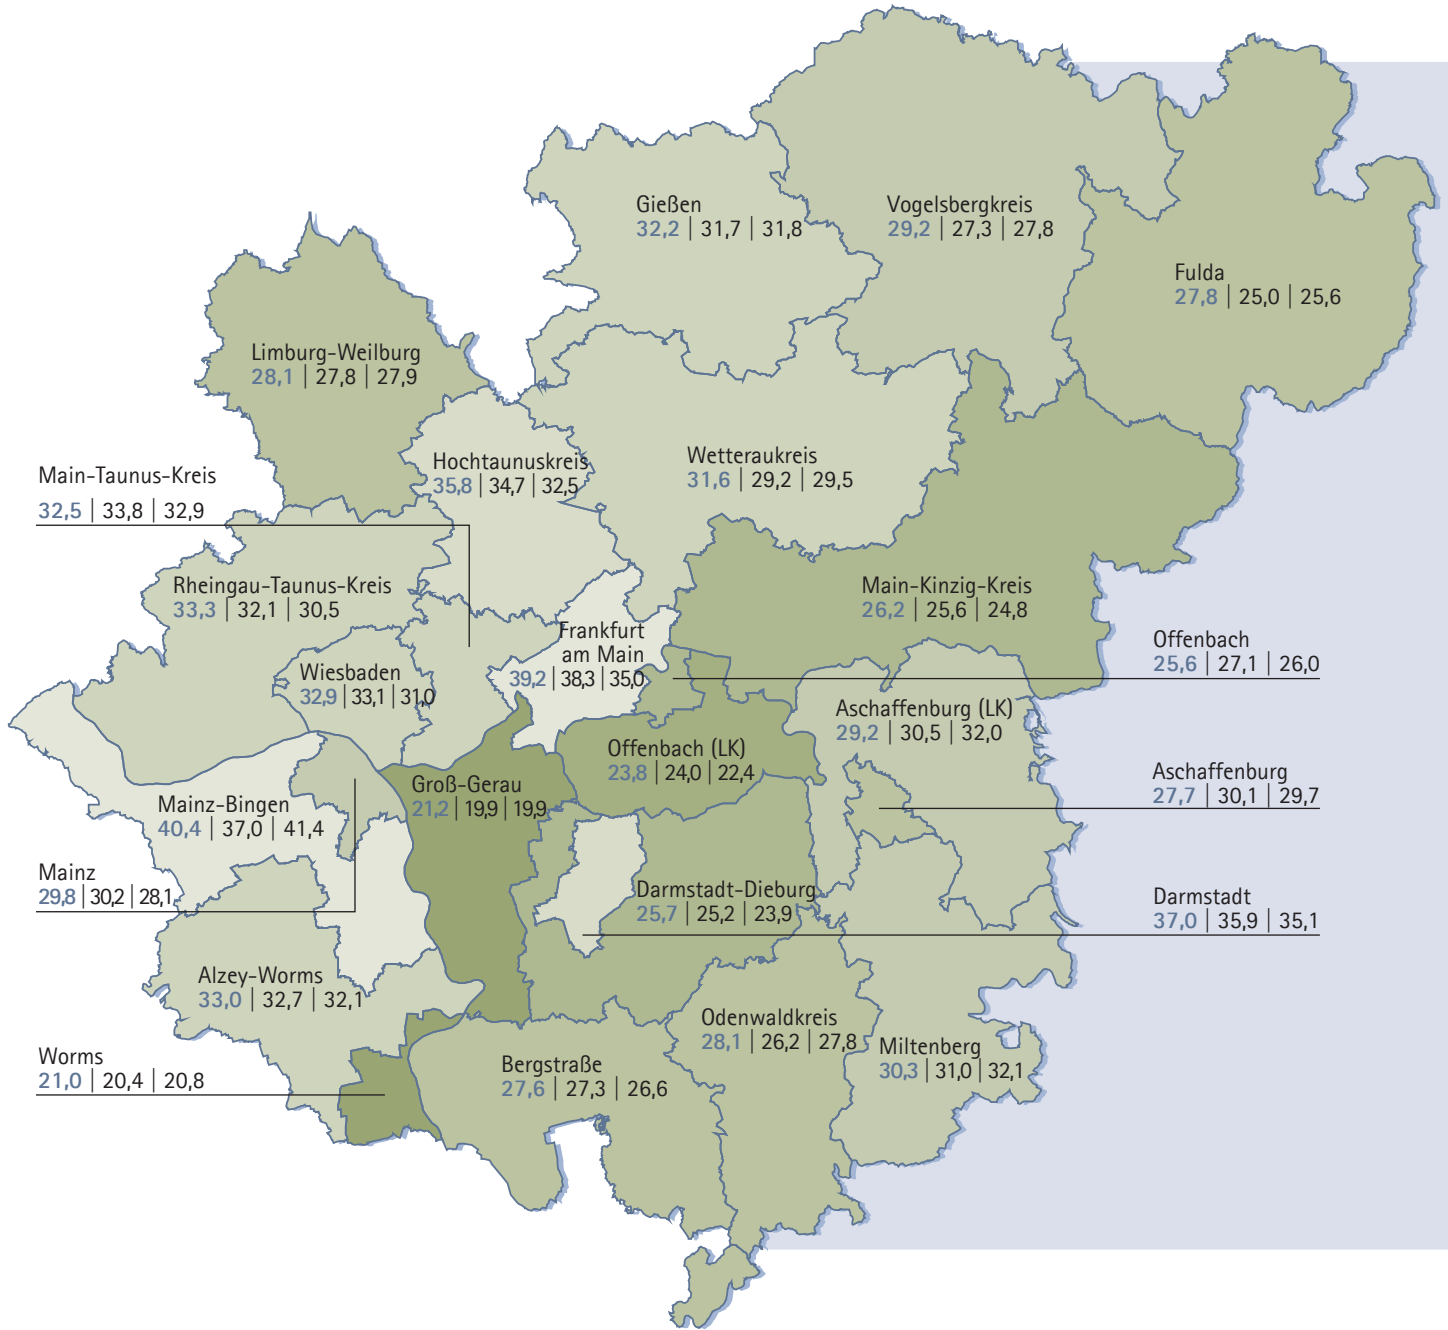 Gießen
32,2 | 31,7 | 31,8
Vogelsbergkreis
29,2 | 27,3 | 27,8
Fulda
27,8 | 25,0 | 25,6
Limburg-Weilburg
28,1 | 27,8 | 27,9
Main-Taunus-Kreis
32,5 | 33,8 | 32,9
Hochtaunuskreis
35,8 | 34,7 | 32,5
Wetteraukreis
31,6 | 29,2 | 29,5
Rheingau-Taunus-Kreis
33,3 | 32,1 | 30,5
Main-Kinzig-Kreis
26,2 | 25,6 | 24,8
Frankfurt
am Main
39,2 | 38,3 | 35,0
Offenbach
25,6 | 27,1 | 26,0
Wiesbaden
32,9 | 33,1 | 31,0
Aschaffenburg (LK)
29,2 | 30,5 | 32,0
Offenbach (LK)
23,8 | 24,0 | 22,4
Aschaffenburg
27,7 | 30,1 | 29,7
Groß-Gerau
21,2 | 19,9 | 19,9
Mainz-Bingen
40,4 | 37,0 | 41,4
Mainz
29,8 | 30,2 | 28,1
Darmstadt-Dieburg
25,7 | 25,2 | 23,9
Darmstadt
37,0 | 35,9 | 35,1
Alzey-Worms
33,0 | 32,7 | 32,1
Odenwaldkreis
28,1 | 26,2 | 27,8
Miltenberg
30,3 | 31,0 | 32,1
Worms
21,0 | 20,4 | 20,8
Bergstraße
27,6 | 27,3 | 26,6